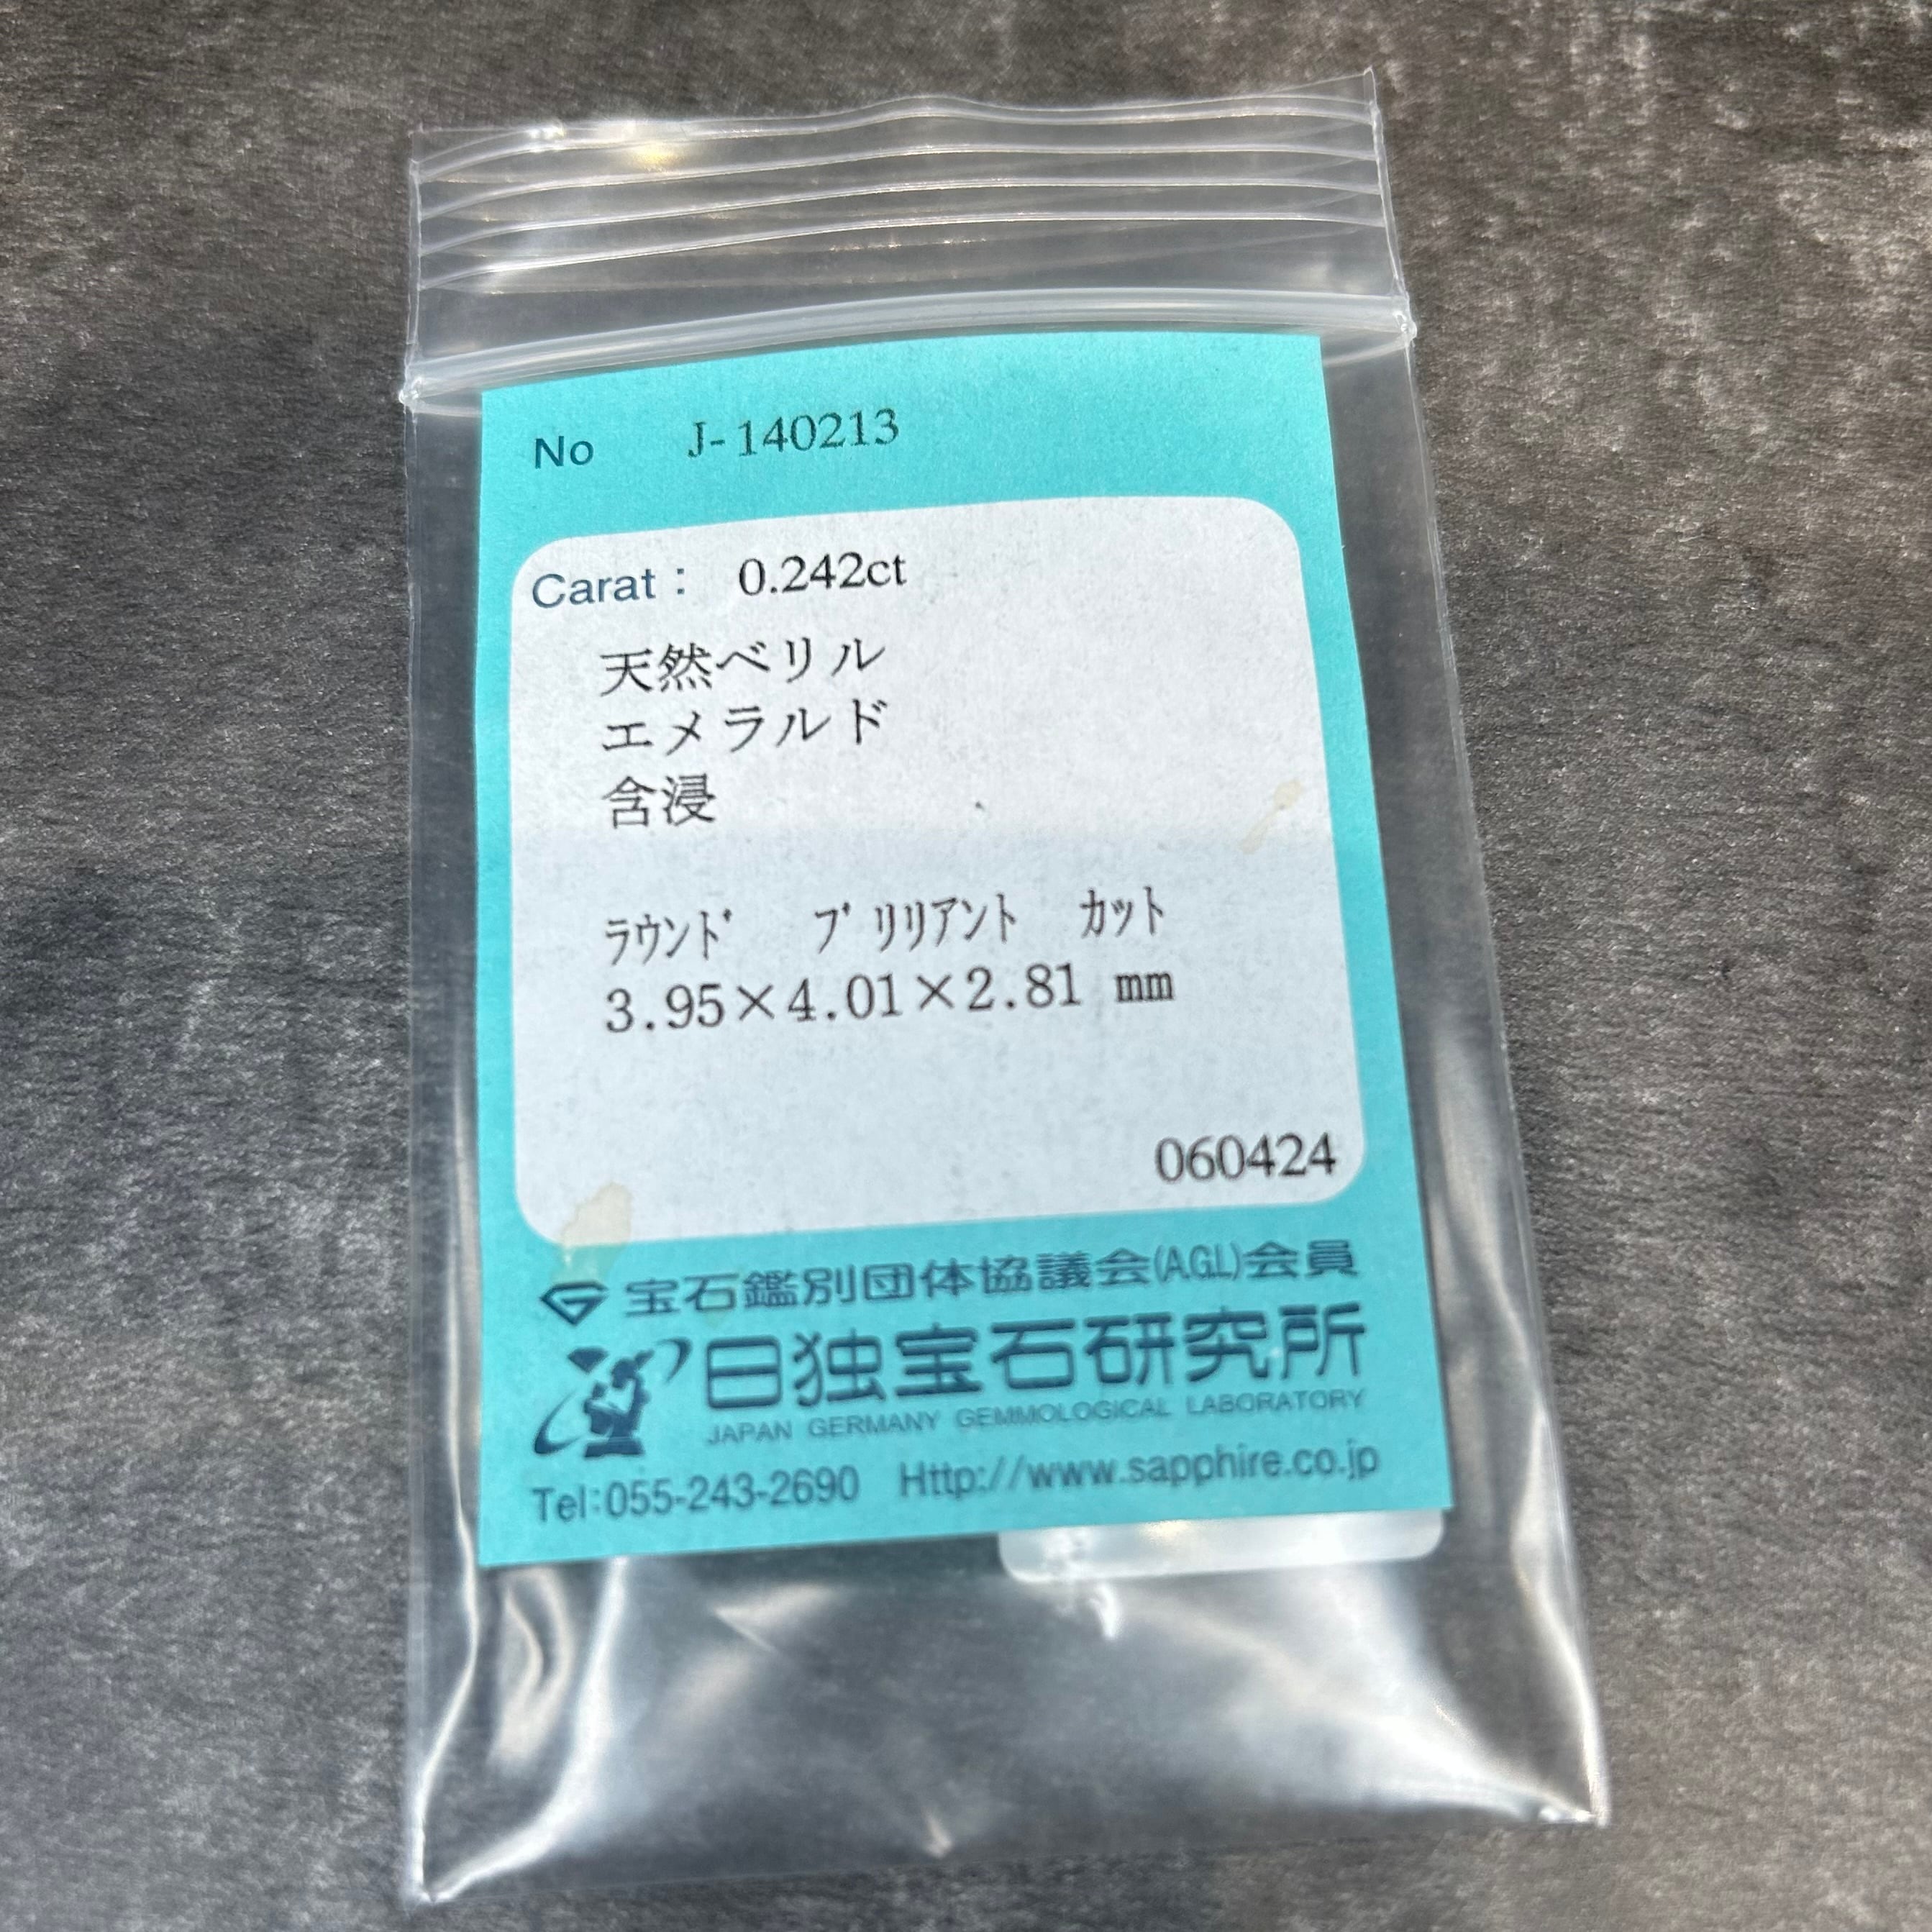 No J-140213
Carat： 0.242ct
天然ベリル
エメラルド
含浸
ﾗｳﾝﾄﾞ ﾌﾞﾘﾘｱﾝﾄ ｶｯﾄ
3.95×4.01×2.81 mm
060424
宝石鑑別団体協議会(AGL)会員
日独宝石研究所
JAPAN GERMANY GEMMOLOGICAL LABORATORY
Tel:055-243-2690 Http://www.sapphire.co.jp